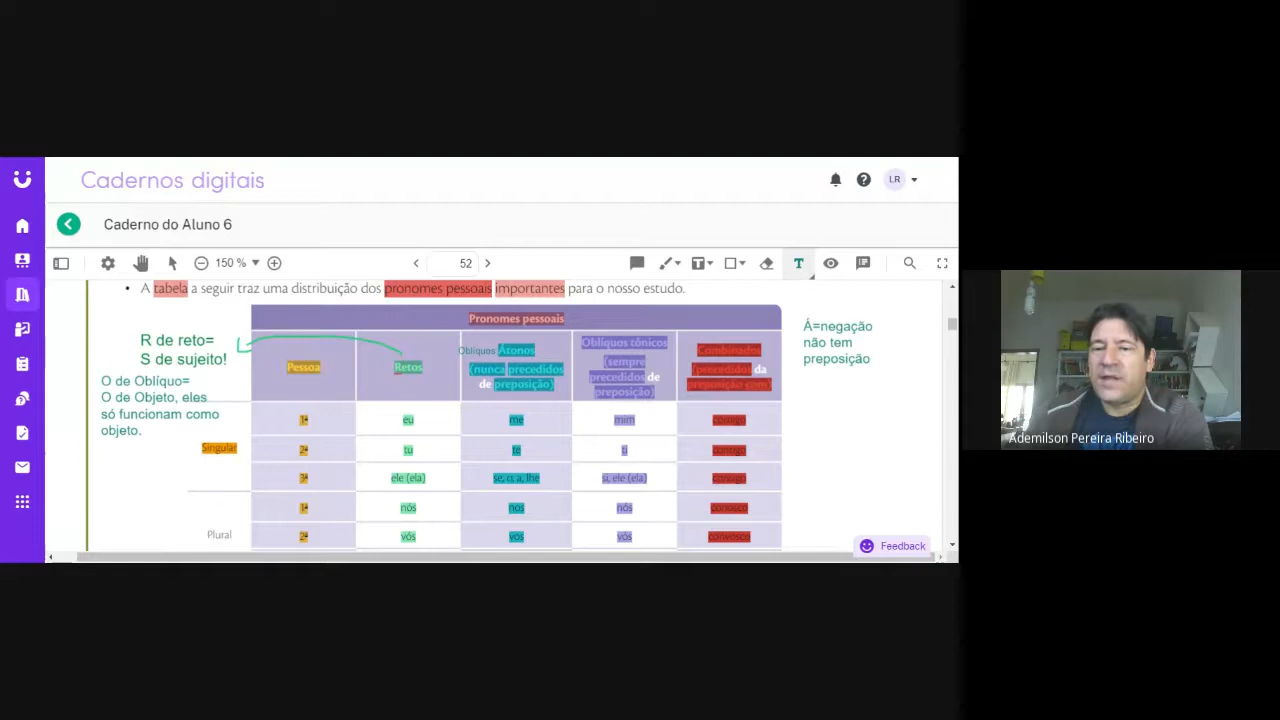 Cadernos digitais
LR
Caderno do Aluno 6
150 %
52
T
• A tabela a seguir traz uma distribuição dos pronomes pessoais importantes para o nosso estudo.
Pronomes pessoais
R de reto=
S de sujeito!
O de Oblíquo=
O de Objeto, eles
só funcionam como
objeto.
Á=negação
não tem
preposição
Pessoa
Retos
Oblíquos Átonos
(nunca precedidos
de preposição)
Oblíquos tônicos
(sempre
precedidos de
preposição)
Combinados
(precedidos da
preposição com)
Singular
1ª eu me mim comigo
2ª tu te ti contigo
3ª ele (ela) se, o, a, lhe si, ele (ela) consigo
Plural
1ª nós nos nós conosco
2ª vós vos vós convosco
Feedback
Ademilson Pereira Ribeiro